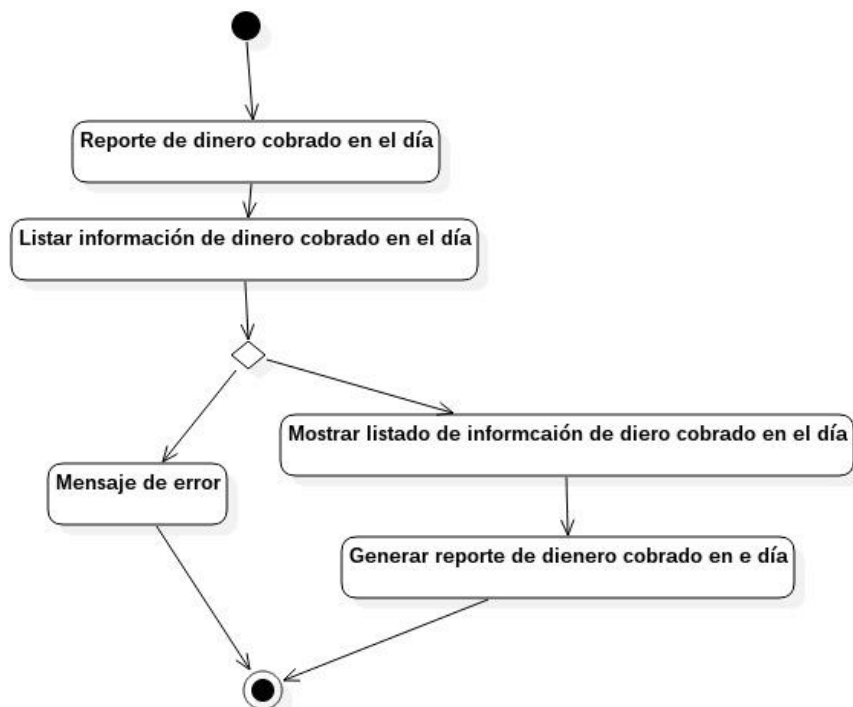 Reporte de dinero cobrado en el día
Listar información de dinero cobrado en el día
Mostrar listado de informcaión de diero cobrado en el día
Mensaje de error
Generar reporte de dienero cobrado en e día